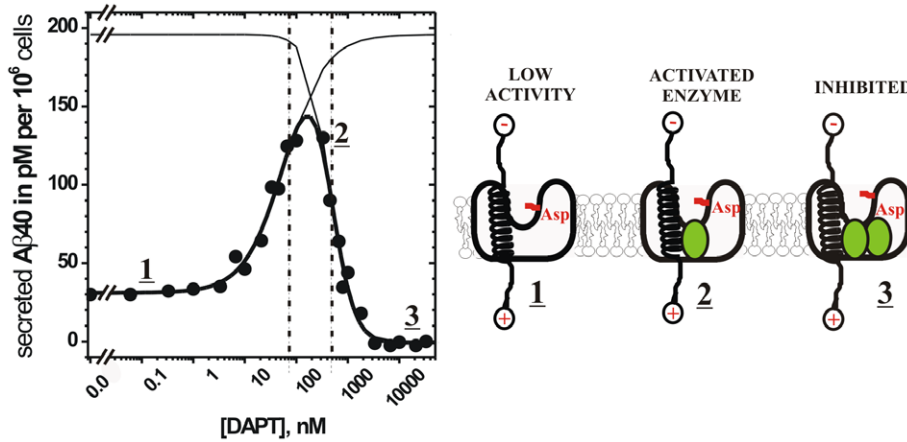 secreted Aβ40 in pM per 10⁶ cells
200
150
100
50
0
1
2
3
0.0
0.1
1
10
100
1000
10000
[DAPT], nM
LOW
ACTIVITY
-
Asp
+
1
ACTIVATED
ENZYME
-
Asp
+
2
INHIBITED
-
Asp
+
3